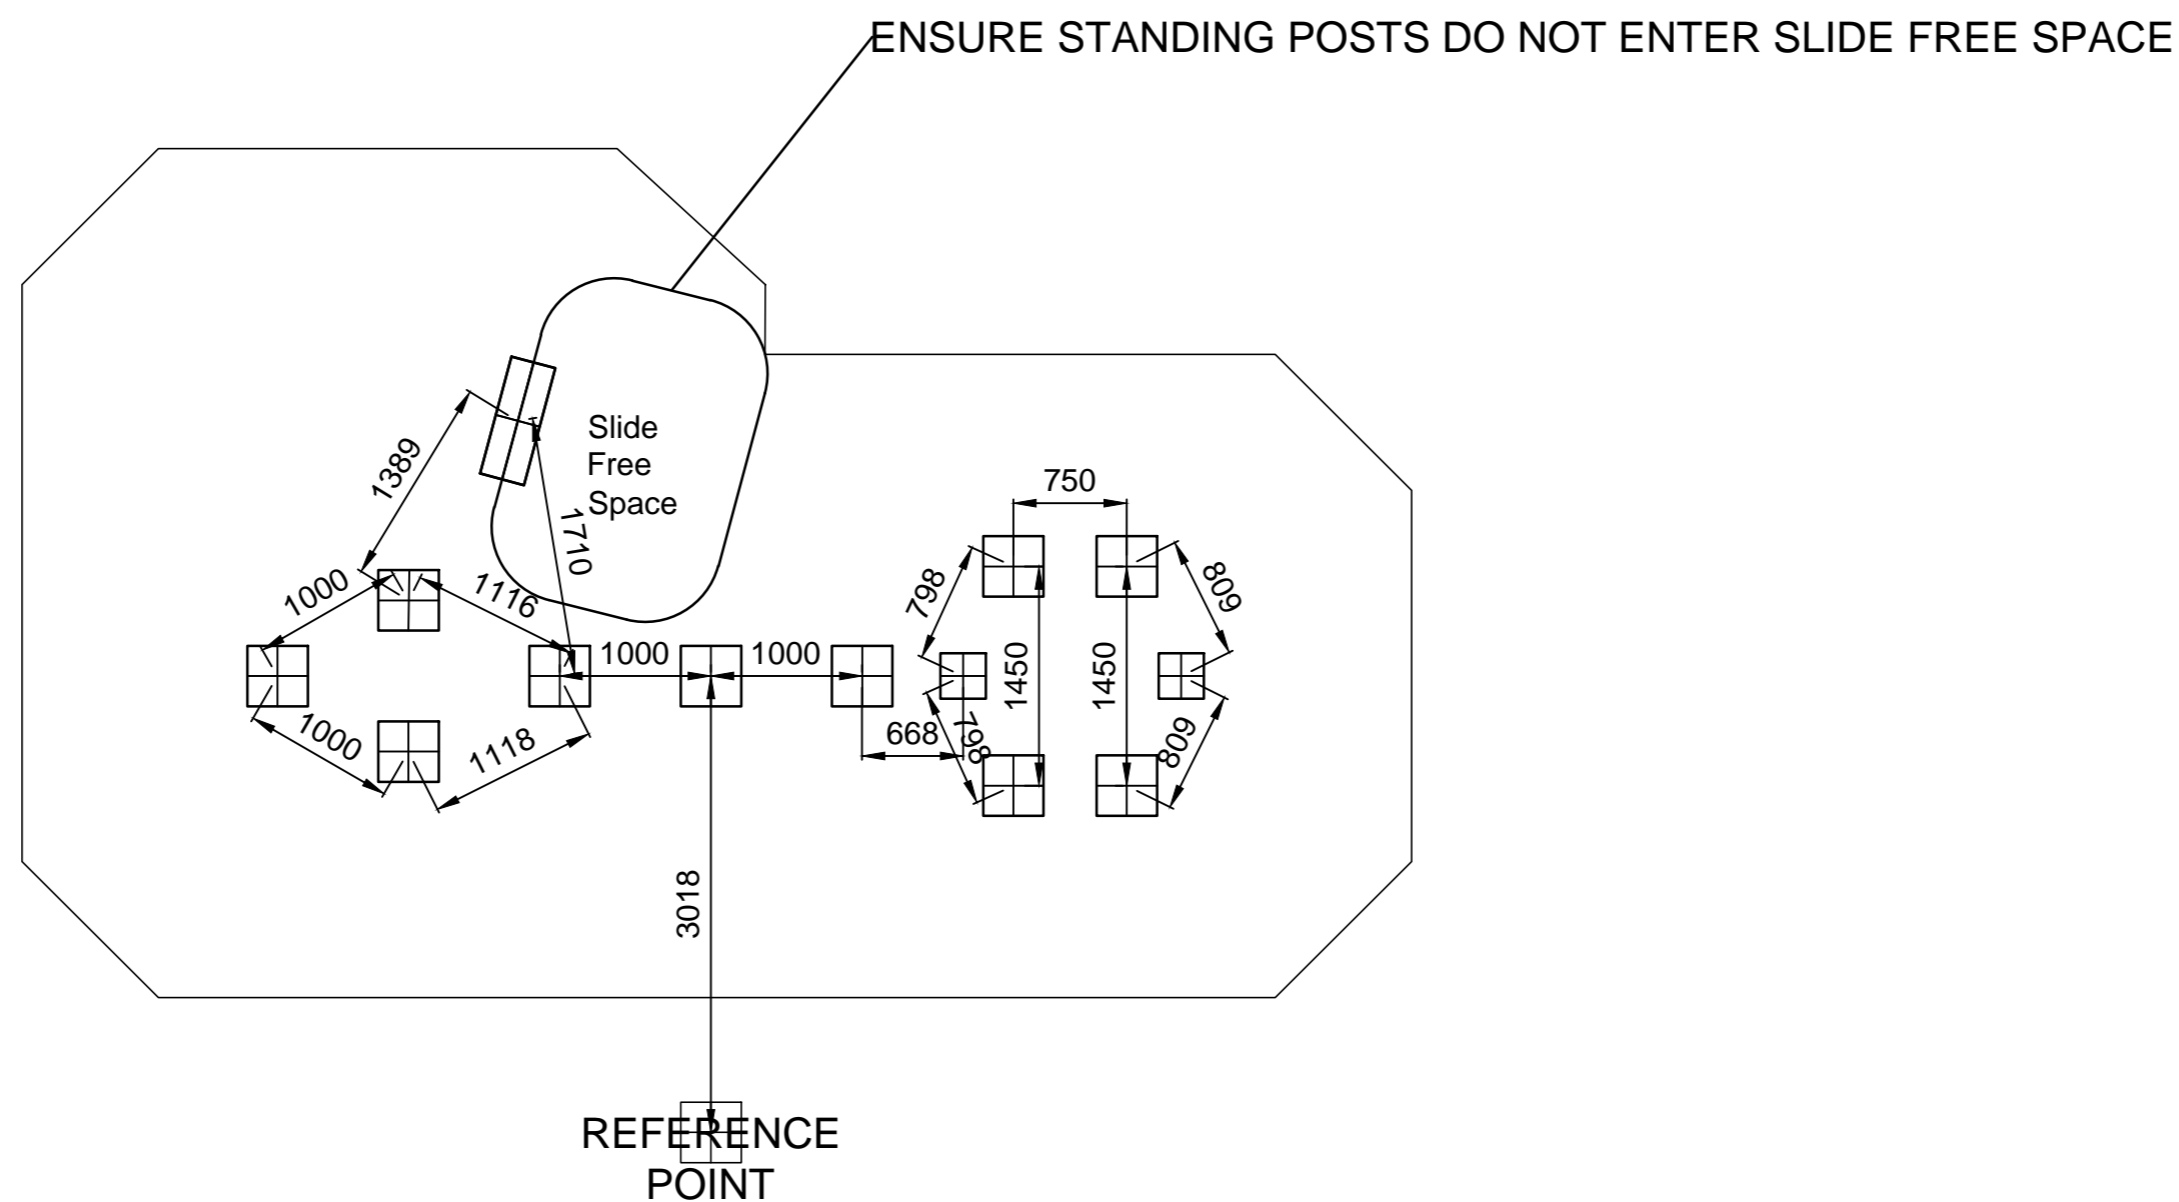 ENSURE STANDING POSTS DO NOT ENTER SLIDE FREE SPACE
Slide
Free
Space
1389
1710
750
1000
1116
798
809
1000
1000
1450
1450
1000
1118
668
798
809
3018
REFERENCE
POINT